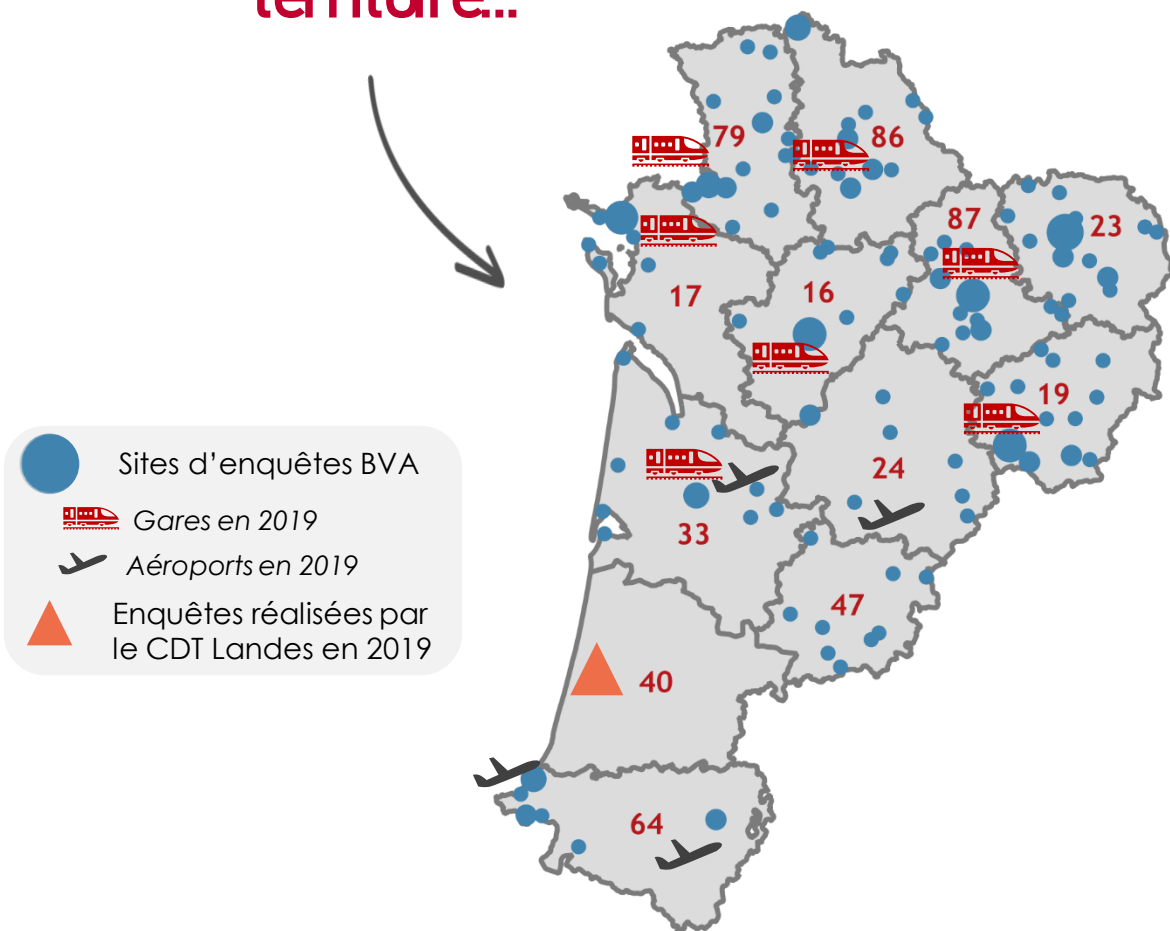 territoire...
79
86
87
23
17
16
19
24
33
47
40
64
Sites d'enquêtes BVA
Gares en 2019
Aéroports en 2019
Enquêtes réalisées par
le CDT Landes en 2019